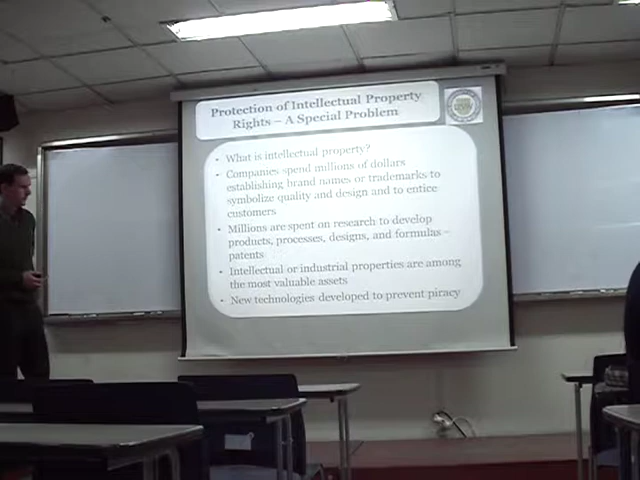 Protection of Intellectual Property
Rights – A Special Problem
• What is intellectual property?
• Companies spend millions of dollars
establishing brand names or trademarks to
symbolize quality and design and to entice
customers
• Millions are spent on research to develop
products, processes, designs, and formulas –
patents
• Intellectual or industrial properties are among
the most valuable assets
• New technologies developed to prevent piracy